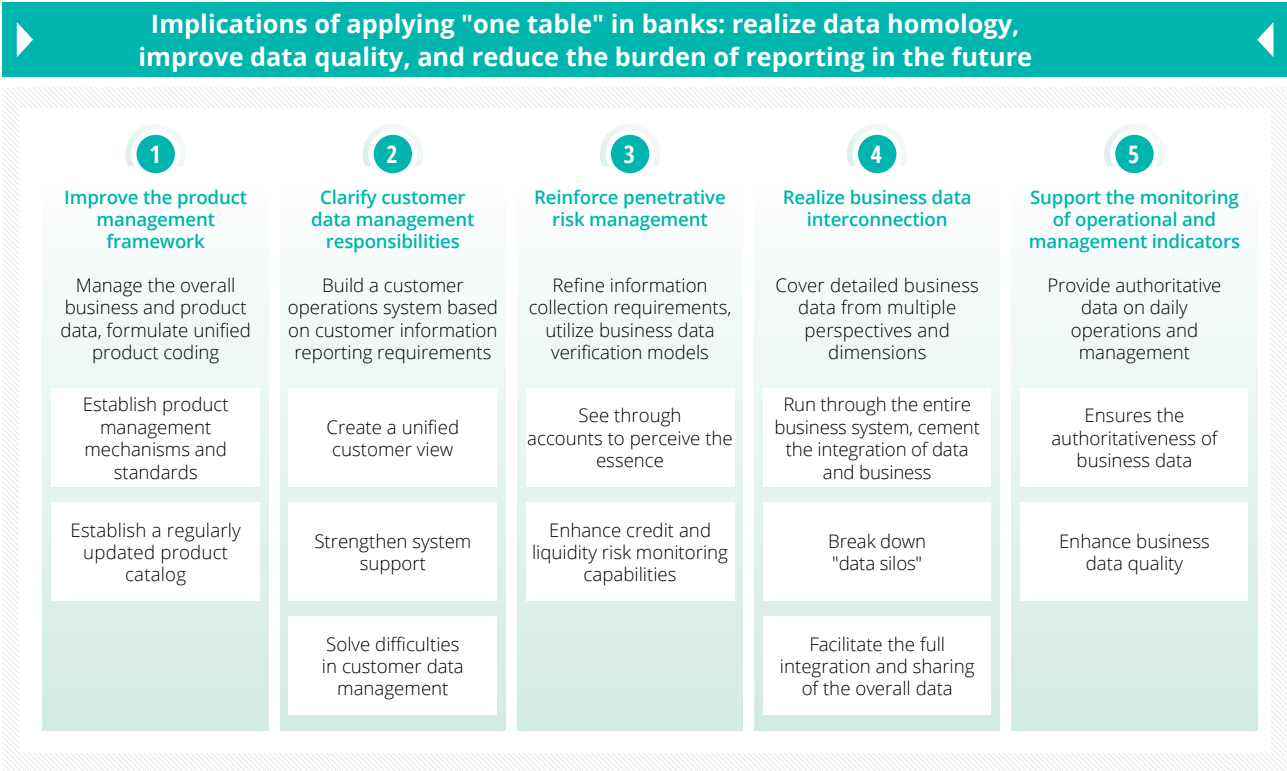 Implications of applying "one table" in banks: realize data homology,
improve data quality, and reduce the burden of reporting in the future
1
Improve the product
management
framework
Manage the overall
business and product
data, formulate unified
product coding
Establish product
management
mechanisms and
standards
Establish a regularly
updated product
catalog
2
Clarify customer
data management
responsibilities
Build a customer
operations system based
on customer information
reporting requirements
Create a unified
customer view
Strengthen system
support
Solve difficulties
in customer data
management
3
Reinforce penetrative
risk management
Refine information
collection requirements,
utilize business data
verification models
See through
accounts to perceive the
essence
Enhance credit and
liquidity risk monitoring
capabilities
4
Realize business data
interconnection
Cover detailed business
data from multiple
perspectives and
dimensions
Run through the entire
business system, cement
the integration of data
and business
Break down
"data silos"
Facilitate the full
integration and sharing
of the overall data
5
Support the monitoring
of operational and
management indicators
Provide authoritative
data on daily
operations and
management
Ensures the
authoritativeness of
business data
Enhance business
data quality